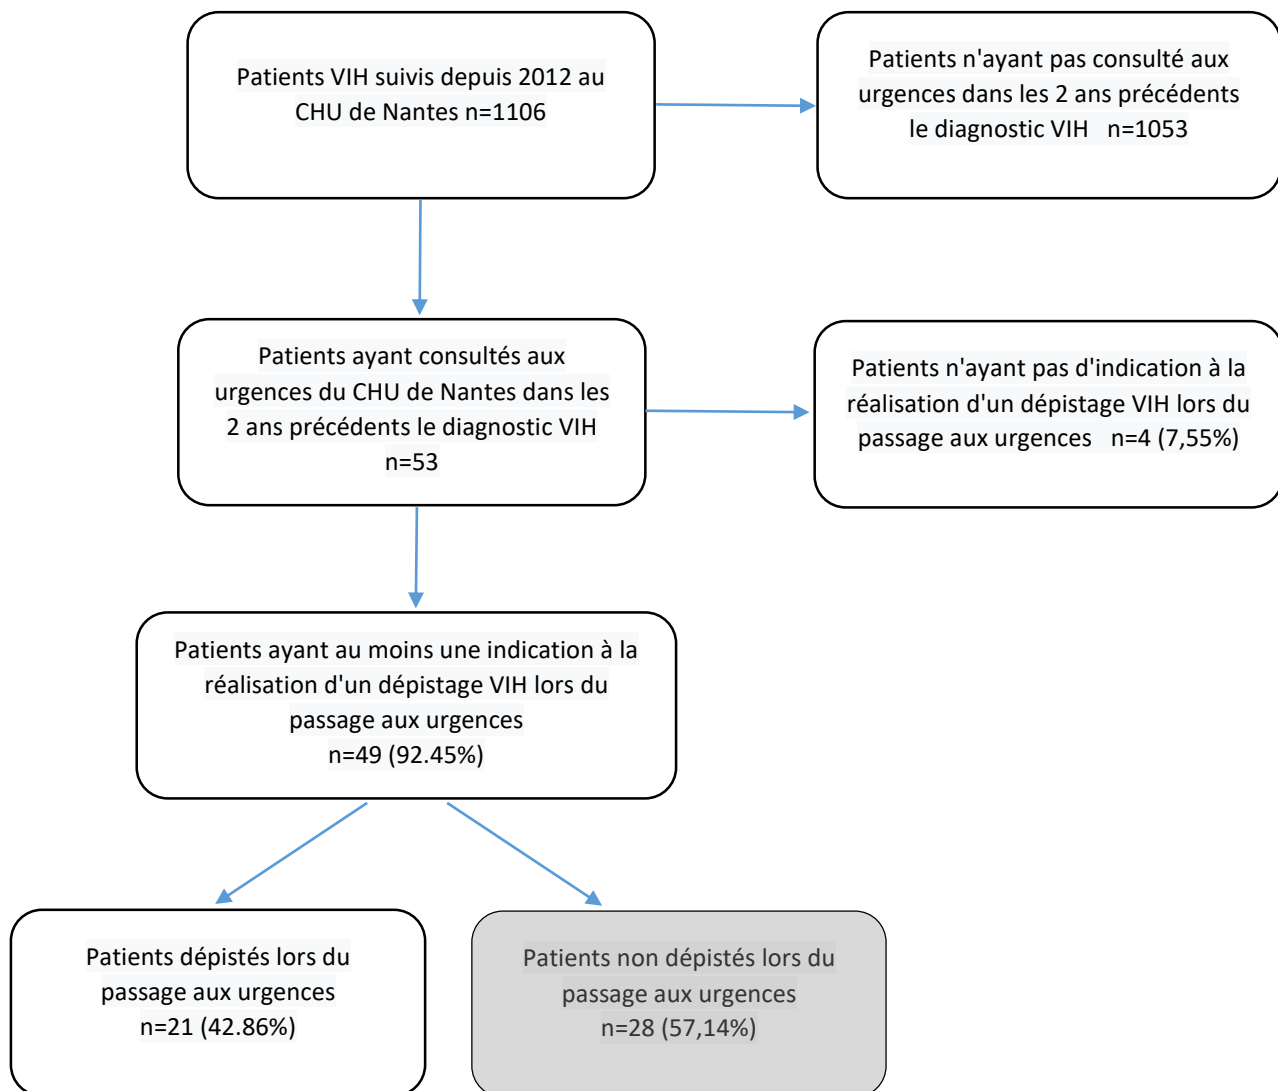 Patients VIH suivis depuis 2012 au
CHU de Nantes n=1106
Patients n'ayant pas consulté aux
urgences dans les 2 ans précédents
le diagnostic VIH   n=1053
Patients ayant consultés aux
urgences du CHU de Nantes dans les
2 ans précédents le diagnostic VIH
n=53
Patients n'ayant pas d'indication à la
réalisation d'un dépistage VIH lors du
passage aux urgences   n=4 (7,55%)
Patients ayant au moins une indication à la
réalisation d'un dépistage VIH lors du
passage aux urgences
n=49 (92.45%)
Patients dépistés lors du
passage aux urgences
n=21 (42.86%)
Patients non dépistés lors du
passage aux urgences
n=28 (57,14%)